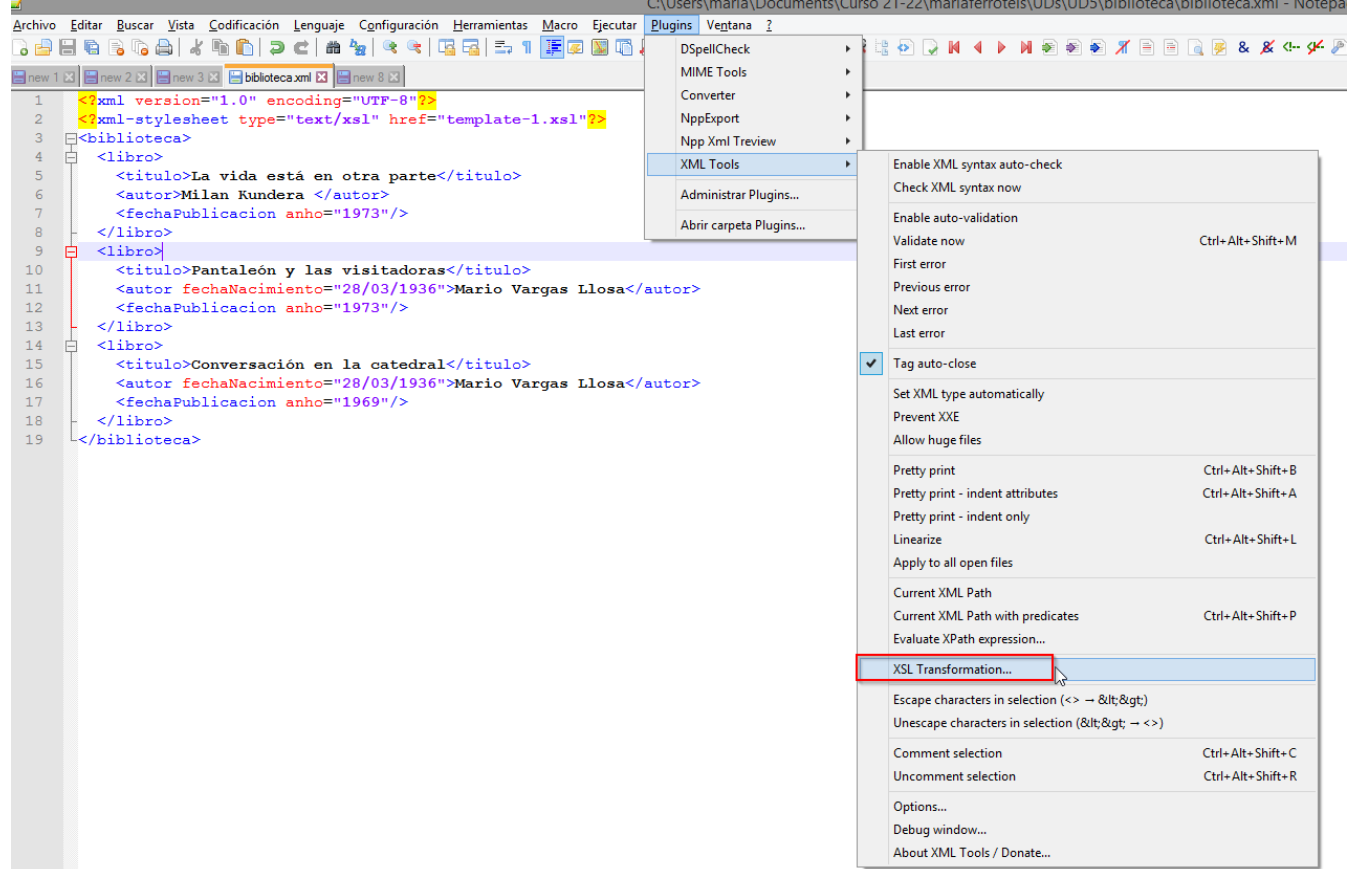 C:\Users\maria\Documents\Curso 21-22\mariaferroteis\UDs\UD5\biblioteca\biblioteca.xml - Notepa
Archivo Editar Buscar Vista Codificación Lenguaje Configuración Herramientas Macro Ejecutar Plugins Ventana ?
new 1 new 2 new 3 biblioteca.xml new 8
1 <?xml version="1.0" encoding="UTF-8"?>
2 <?xml-stylesheet type="text/xsl" href="template-1.xsl"?>
3 <biblioteca>
4 <libro>
5 <titulo>La vida está en otra parte</titulo>
6 <autor>Milan Kundera </autor>
7 <fechaPublicacion anho="1973"/>
8 </libro>
9 <libro>
10 <titulo>Pantaleón y las visitadoras</titulo>
11 <autor fechaNacimiento="28/03/1936">Mario Vargas Llosa</autor>
12 <fechaPublicacion anho="1973"/>
13 </libro>
14 <libro>
15 <titulo>Conversación en la catedral</titulo>
16 <autor fechaNacimiento="28/03/1936">Mario Vargas Llosa</autor>
17 <fechaPublicacion anho="1969"/>
18 </libro>
19 </biblioteca>
DSpellCheck
MIME Tools
Converter
NppExport
Npp Xml Treview
XML Tools
Administrar Plugins...
Abrir carpeta Plugins...
Enable XML syntax auto-check
Check XML syntax now
Enable auto-validation
Validate now Ctrl+Alt+Shift+M
First error
Previous error
Next error
Last error
Tag auto-close
Set XML type automatically
Prevent XXE
Allow huge files
Pretty print Ctrl+Alt+Shift+B
Pretty print - indent attributes Ctrl+Alt+Shift+A
Pretty print - indent only
Linearize Ctrl+Alt+Shift+L
Apply to all open files
Current XML Path
Current XML Path with predicates Ctrl+Alt+Shift+P
Evaluate XPath expression...
XSL Transformation...
Escape characters in selection (<> → &lt;&gt;)
Unescape characters in selection (&lt;&gt; → <>)
Comment selection Ctrl+Alt+Shift+C
Uncomment selection Ctrl+Alt+Shift+R
Options...
Debug window...
About XML Tools / Donate...